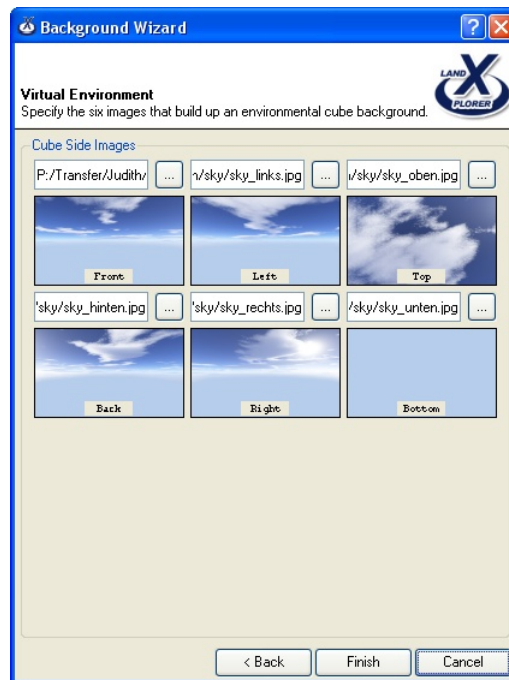 Background Wizard
LAND X PLORER
Virtual Environment
Specify the six images that build up an environmental cube background.
Cube Side Images
P:/Transfer/Judith/ ... ı/sky/sky_links.jpg ... ı/sky/sky_oben.jpg ...
Front Left Top
'sky/sky_hinten.jpg ... 'sky/sky_rechts.jpg ... /sky/sky_unten.jpg ...
Back Right Bottom
< Back Finish Cancel